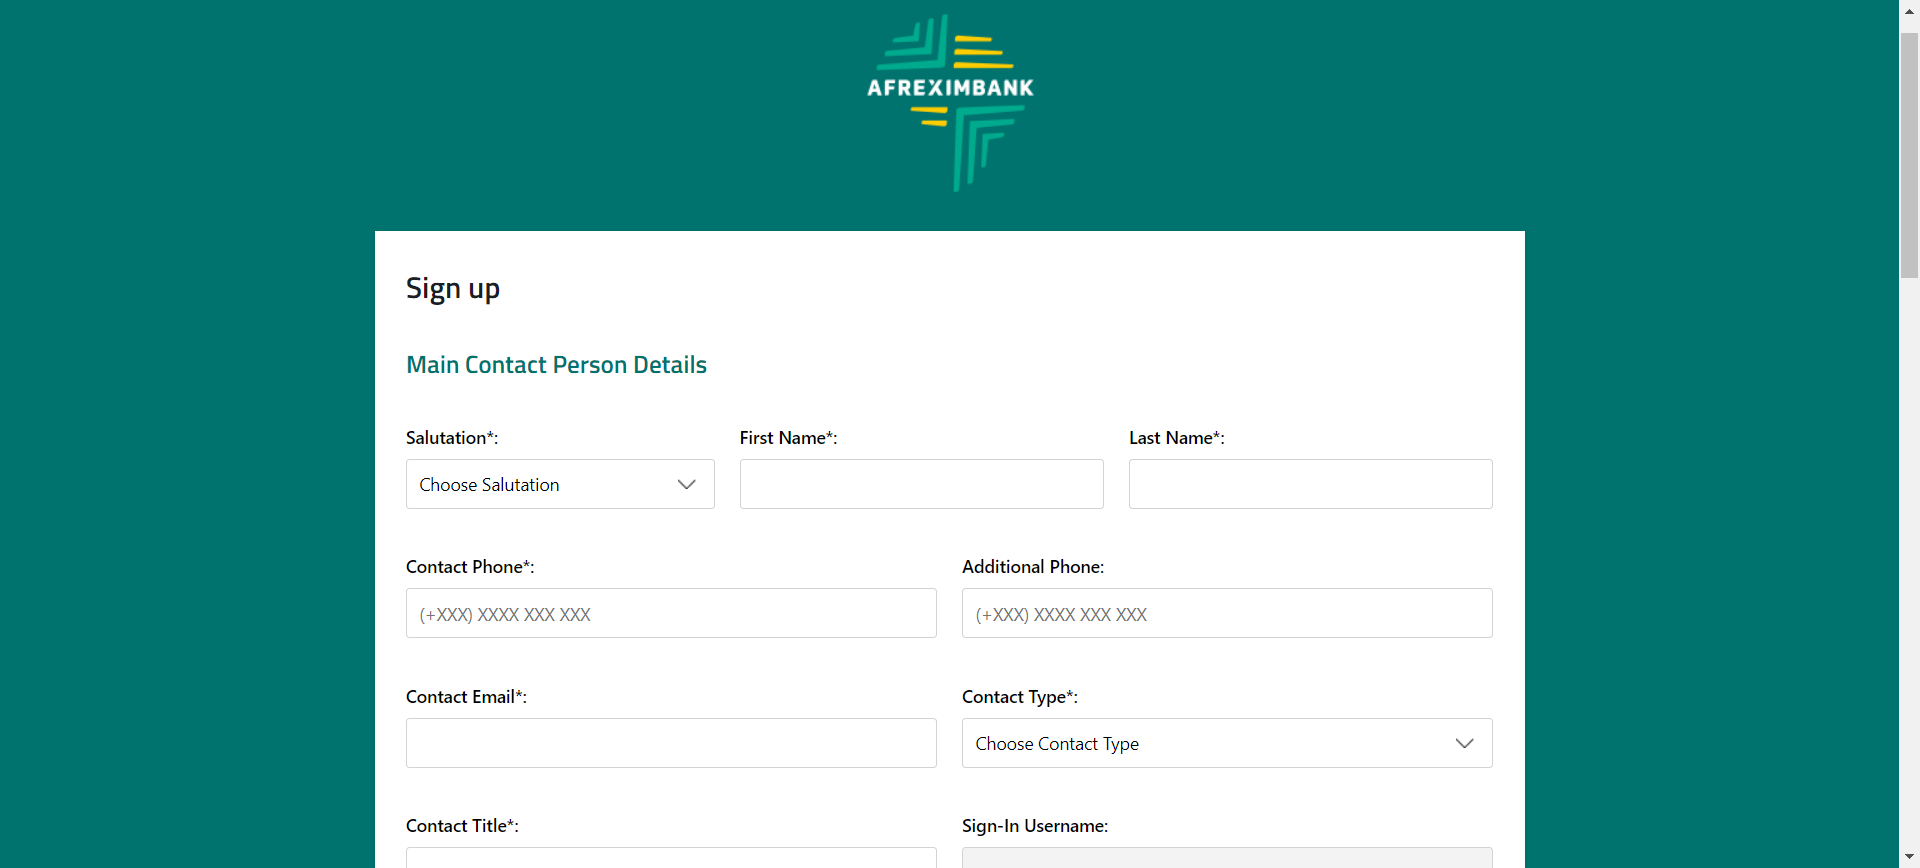 AFREXIMBANK
Sign up
Main Contact Person Details
Salutation*: First Name*: Last Name*:
Choose Salutation
Contact Phone*: Additional Phone:
(+XXX) XXXX XXX XXX (+XXX) XXXX XXX XXX
Contact Email*: Contact Type*:
Choose Contact Type
Contact Title*: Sign-In Username: